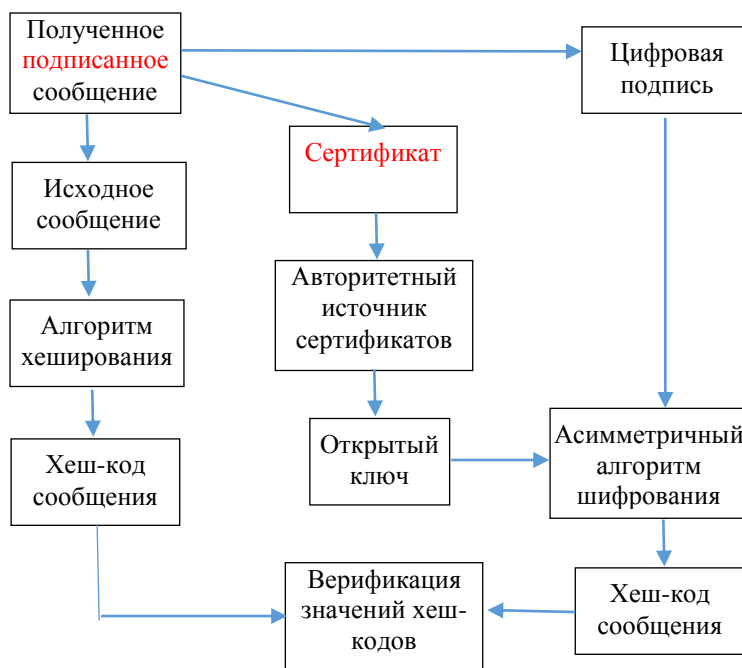 Полученное
подписанное
сообщение
Цифровая
подпись
Сертификат
Исходное
сообщение
Авторитетный
источник
сертификатов
Алгоритм
хеширования
Открытый
ключ
Асимметричный
алгоритм
шифрования
Хеш-код
сообщения
Верификация
значений хеш-
кодов
Хеш-код
сообщения